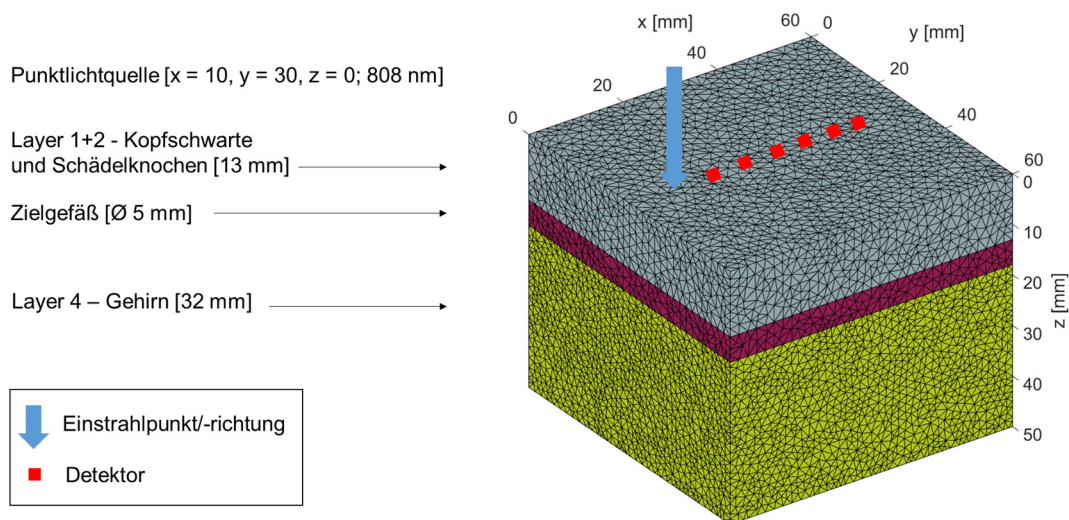 Punktlichtquelle [x = 10, y = 30, z = 0; 808 nm]
Layer 1+2 - Kopfschwarte
und Schädelknochen [13 mm]
Zielgefäß [Ø 5 mm]
Layer 4 – Gehirn [32 mm]
Einstrahlpunkt/-richtung
Detektor
x [mm]
0
20
40
60
y [mm]
0
20
40
60
z [mm]
0
10
20
30
40
50